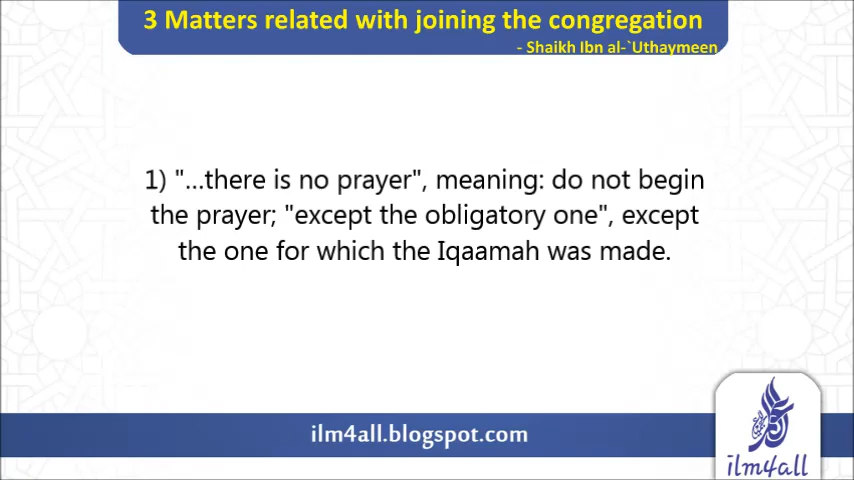 3 Matters related with joining the congregation
- Shaikh Ibn al-`Uthaymeen
1) "...there is no prayer", meaning: do not begin
the prayer; "except the obligatory one", except
the one for which the Iqaamah was made.
ilm4all.blogspot.com
ilm4all